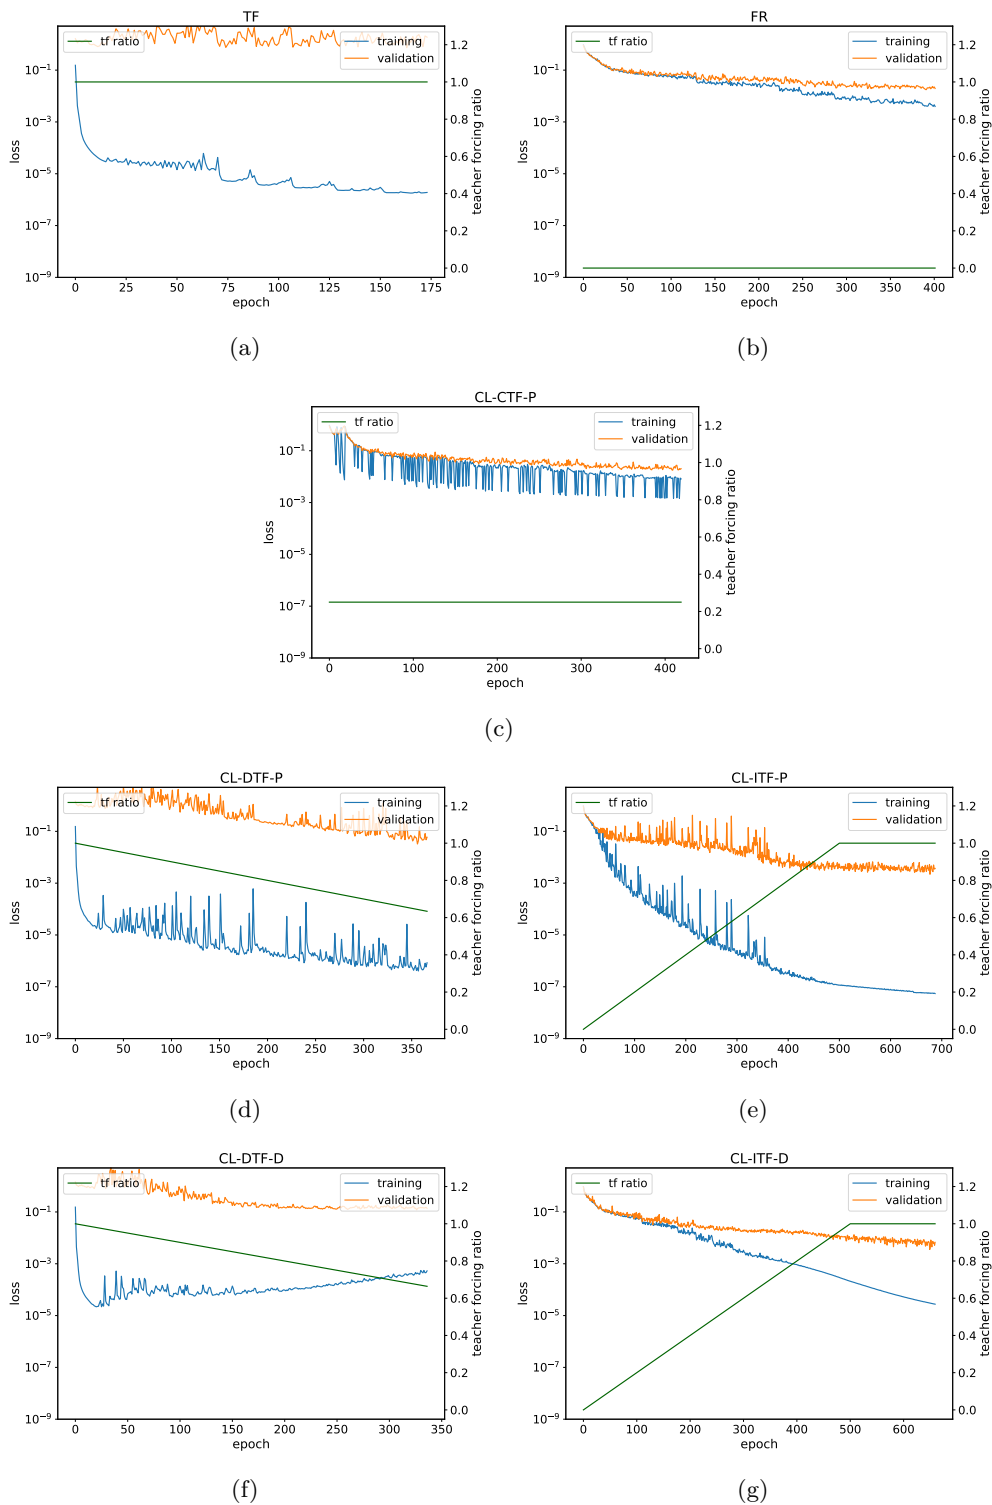 TF
tf ratio
training
validation
10⁻¹
10⁻³
10⁻⁵
10⁻⁷
10⁻⁹
loss
1.2
1.0
0.8
0.6
0.4
0.2
0.0
teacher forcing ratio
0 25 50 75 100 125 150 175
epoch
(a)
FR
tf ratio
training
validation
10⁻¹
10⁻³
10⁻⁵
10⁻⁷
10⁻⁹
loss
1.2
1.0
0.8
0.6
0.4
0.2
0.0
teacher forcing ratio
0 50 100 150 200 250 300 350 400
epoch
(b)
CL-CTF-P
tf ratio
training
validation
10⁻¹
10⁻³
10⁻⁵
10⁻⁷
10⁻⁹
loss
1.2
1.0
0.8
0.6
0.4
0.2
0.0
teacher forcing ratio
0 100 200 300 400
epoch
(c)
CL-DTF-P
tf ratio
training
validation
10⁻¹
10⁻³
10⁻⁵
10⁻⁷
10⁻⁹
loss
1.2
1.0
0.8
0.6
0.4
0.2
0.0
teacher forcing ratio
0 50 100 150 200 250 300 350
epoch
(d)
CL-ITF-P
tf ratio
training
validation
10⁻¹
10⁻³
10⁻⁵
10⁻⁷
10⁻⁹
loss
1.2
1.0
0.8
0.6
0.4
0.2
0.0
teacher forcing ratio
0 100 200 300 400 500 600 700
epoch
(e)
CL-DTF-D
tf ratio
training
validation
10⁻¹
10⁻³
10⁻⁵
10⁻⁷
10⁻⁹
loss
1.2
1.0
0.8
0.6
0.4
0.2
0.0
teacher forcing ratio
0 50 100 150 200 250 300 350
epoch
(f)
CL-ITF-D
tf ratio
training
validation
10⁻¹
10⁻³
10⁻⁵
10⁻⁷
10⁻⁹
loss
1.2
1.0
0.8
0.6
0.4
0.2
0.0
teacher forcing ratio
0 100 200 300 400 500 600
epoch
(g)